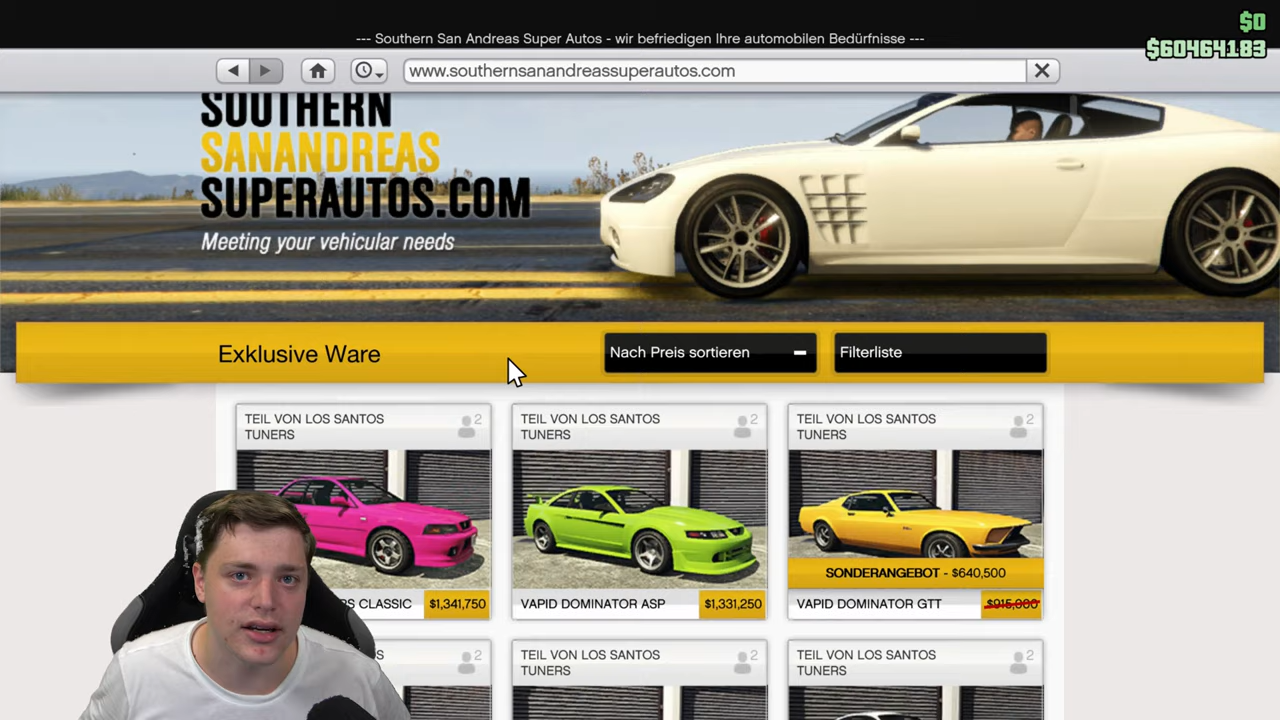 $0
--- Southern San Andreas Super Autos - wir befriedigen Ihre automobilen Bedürfnisse ---
$60464183
www.southernsanandreassuperautos.com
SOUTHERN
SANANDREAS
SUPERAUTOS.COM
Meeting your vehicular needs
Exklusive Ware
Nach Preis sortieren
Filterliste
TEIL VON LOS SANTOS
TUNERS
2
TEIL VON LOS SANTOS
TUNERS
2
TEIL VON LOS SANTOS
TUNERS
2
SONDERANGEBOT - $640,500
CLASSIC
$1,341,750
VAPID DOMINATOR ASP
$1,331,250
VAPID DOMINATOR GTT
$915,000
2
TEIL VON LOS SANTOS
TUNERS
2
TEIL VON LOS SANTOS
TUNERS
2